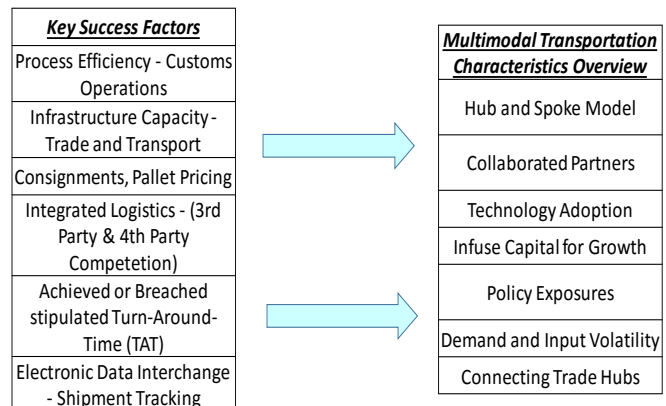 Key Success Factors
Process Efficiency - Customs
Operations
Infrastructure Capacity -
Trade and Transport
Consignments, Pallet Pricing
Integrated Logistics - (3rd
Party & 4th Party
Competetion)
Achieved or Breached
stipulated Turn-Around-
Time (TAT)
Electronic Data Interchange
- Shipment Tracking
Multimodal Transportation
Characteristics Overview
Hub and Spoke Model
Collaborated Partners
Technology Adoption
Infuse Capital for Growth
Policy Exposures
Demand and Input Volatility
Connecting Trade Hubs